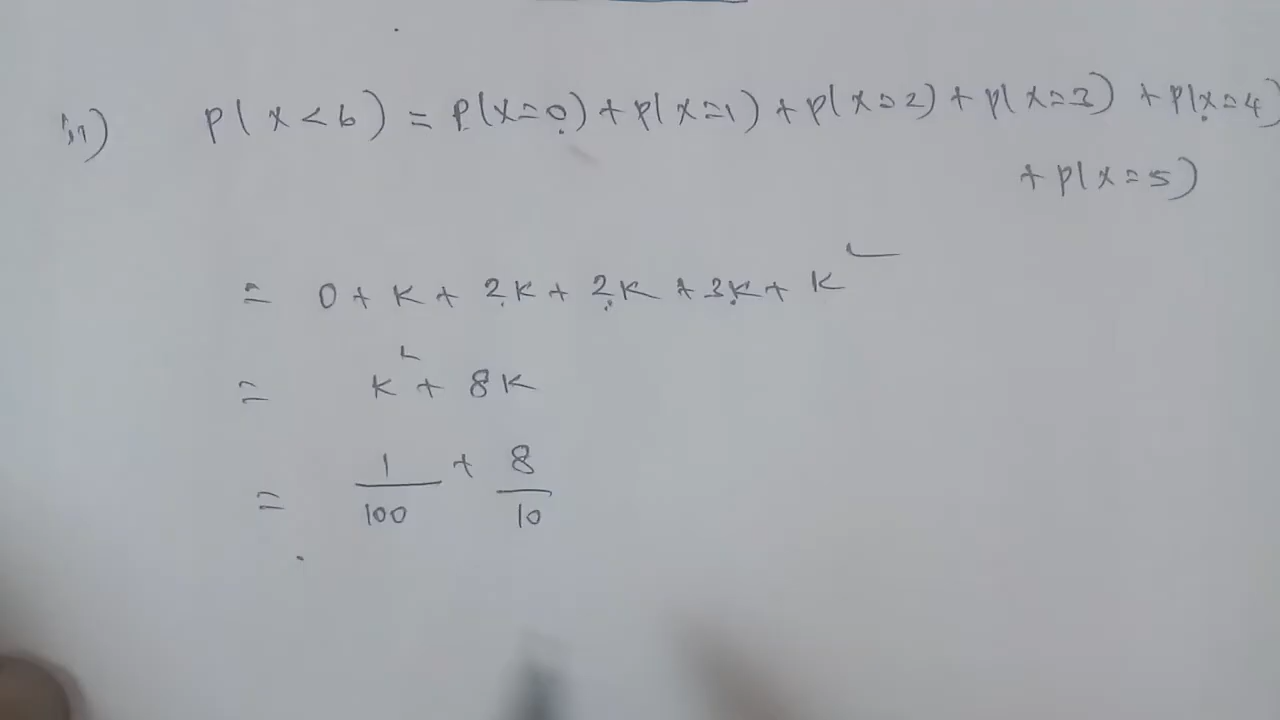 ii) P(X<6) = P(X=0) + P(X=1) + P(X=2) + P(X=3) + P(X=4)
+ P(X=5)
= 0 + K + 2K + 2K + 3K + K²
= K² + 8K
= 1/100 + 8/10